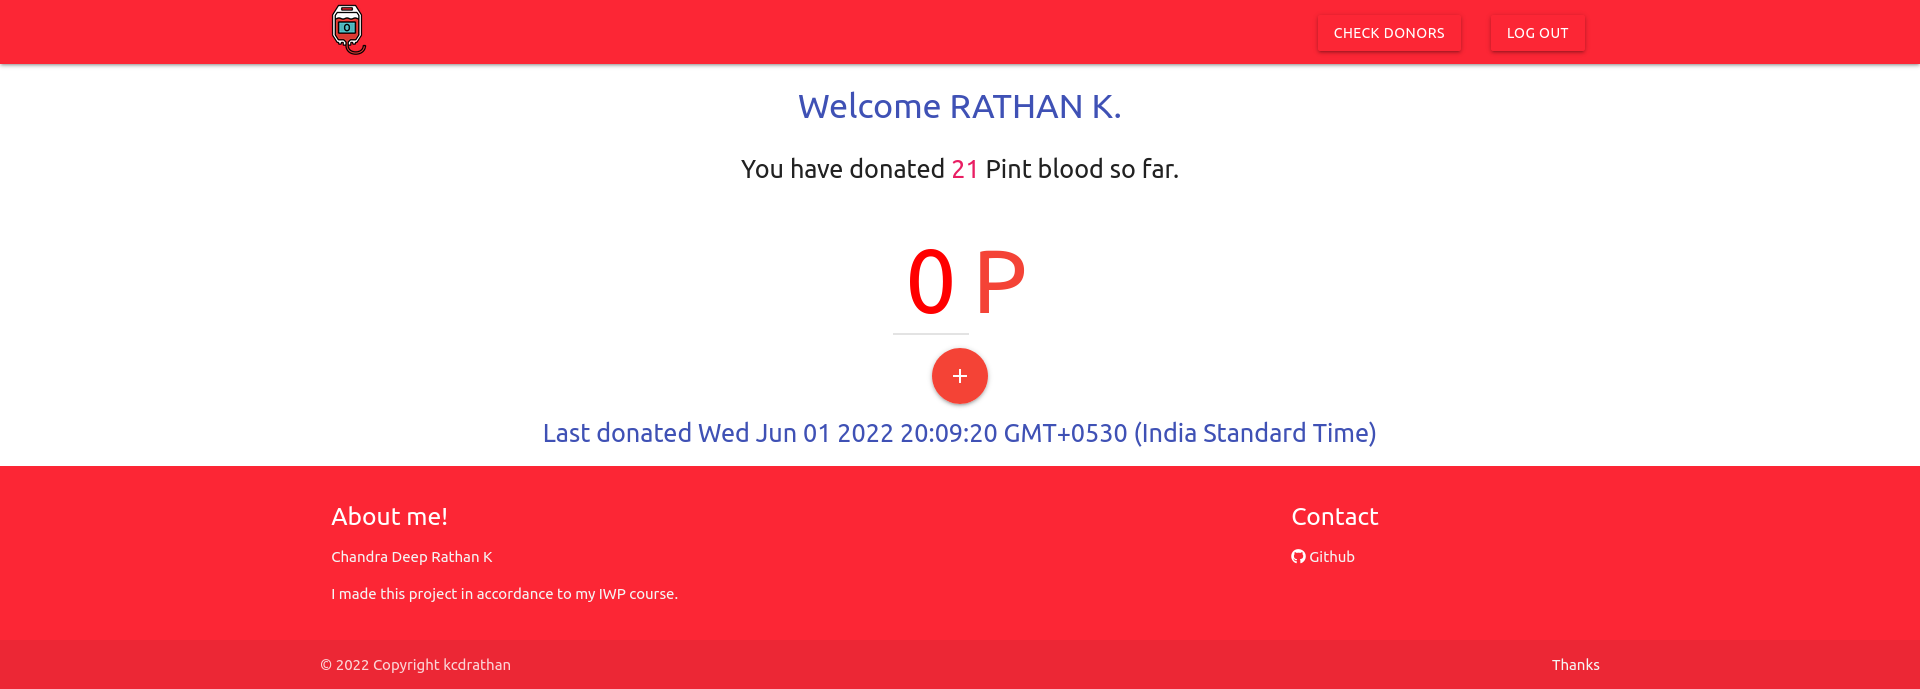 0
CHECK DONORS
LOG OUT
Welcome RATHAN K.
You have donated 21 Pint blood so far.
0 P
+
Last donated Wed Jun 01 2022 20:09:20 GMT+0530 (India Standard Time)
About me!
Chandra Deep Rathan K
I made this project in accordance to my IWP course.
Contact
Github
© 2022 Copyright kcdrathan
Thanks